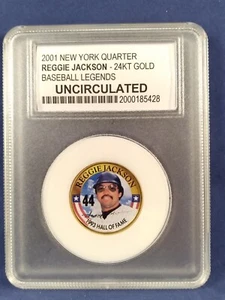 2001 NEW YORK QUARTER
REGGIE JACKSON - 24KT GOLD
BASEBALL LEGENDS
UNCIRCULATED
2000185428
REGGIE JACKSON
44
1993 HALL OF FAME